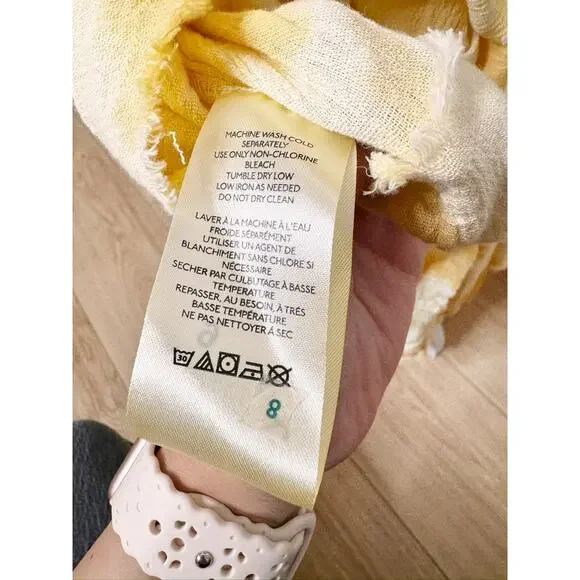 MACHINE WASH COLD
SEPARATELY
USE ONLY NON-CHLORINE
BLEACH
TUMBLE DRY LOW
LOW IRON AS NEEDED
DO NOT DRY CLEAN
LAVER À LA MACHINE À L'EAU
FROIDE SÉPARÉMENT
UTILISER UN AGENT DE
BLANCHIMENT SANS CHLORE SI
NÉCESSAIRE
SECHER PAR CULBUTAGE À BASSE
TEMPERATURE
REPASSER, AU BESOIN, À TRÈS
BASSE TEMPÉRATURE
NE PAS NETTOYER À SEC
30
8